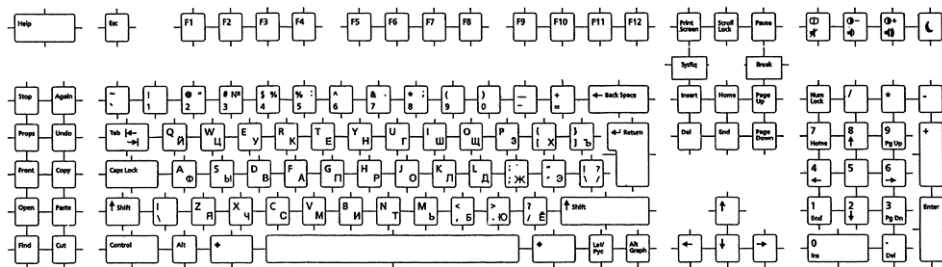 Help Esc F1 F2 F3 F4 F5 F6 F7 F8 F9 F10 F11 F12 Print Screen Scroll Lock Pause
SysRq Break
Stop Again ~ ` ! 1 @ " 2 # № 3 $ % 4 % : 5 ^ 6 & . 7 * ; 8 ( 9 ) 0 _ - + = ← Back Space Insert Home Page Up Num Lock / * -
Props Undo Tab Q Й W Ц E У R К T Е Y Н U Г I Ш O Щ P З { [ Х } ] Ъ ↵ Return Del End Page Down 7 Home 8 ↑ 9 Pg Up +
Front Copy Caps Lock A Ф S Ы D В F А G П H Р J О K Л L Д : ; Ж " ' Э 4 ← 5 6 →
Open Paste ↑ Shift | \ Z Я X Ч C С V М B И N Т M Ь < , Б > . Ю ? / Ё ↑ Shift ↑ 1 End 2 ↓ 3 Pg Dn Enter
Find Cut Control Alt ◆ ◆ Lat/ Рус Alt Graph ← ↓ → 0 Ins . Del